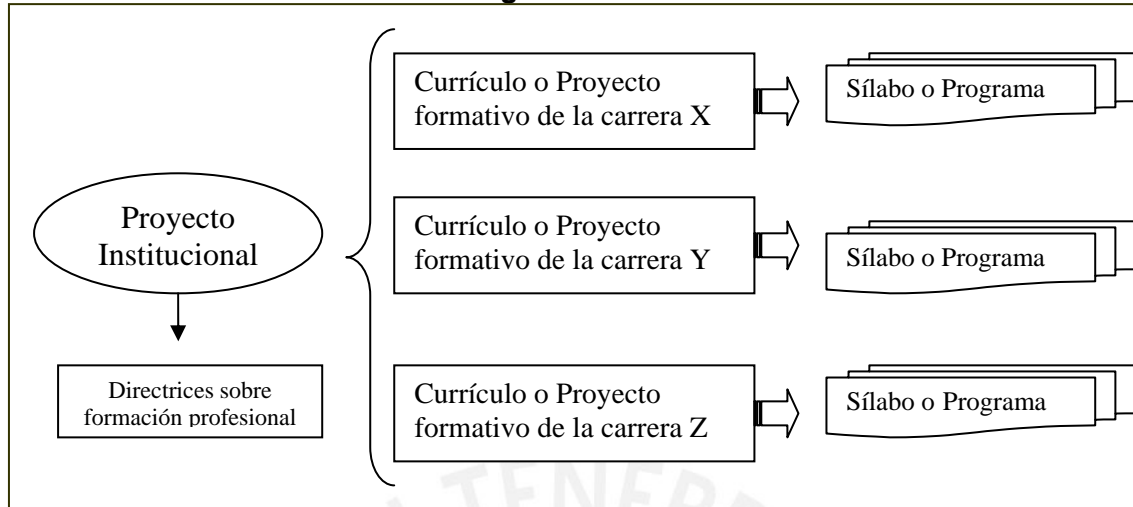 Proyecto
Institucional
Directrices sobre
formación profesional
Currículo o Proyecto
formativo de la carrera X
Sílabo o Programa
Currículo o Proyecto
formativo de la carrera Y
Sílabo o Programa
Currículo o Proyecto
formativo de la carrera Z
Sílabo o Programa